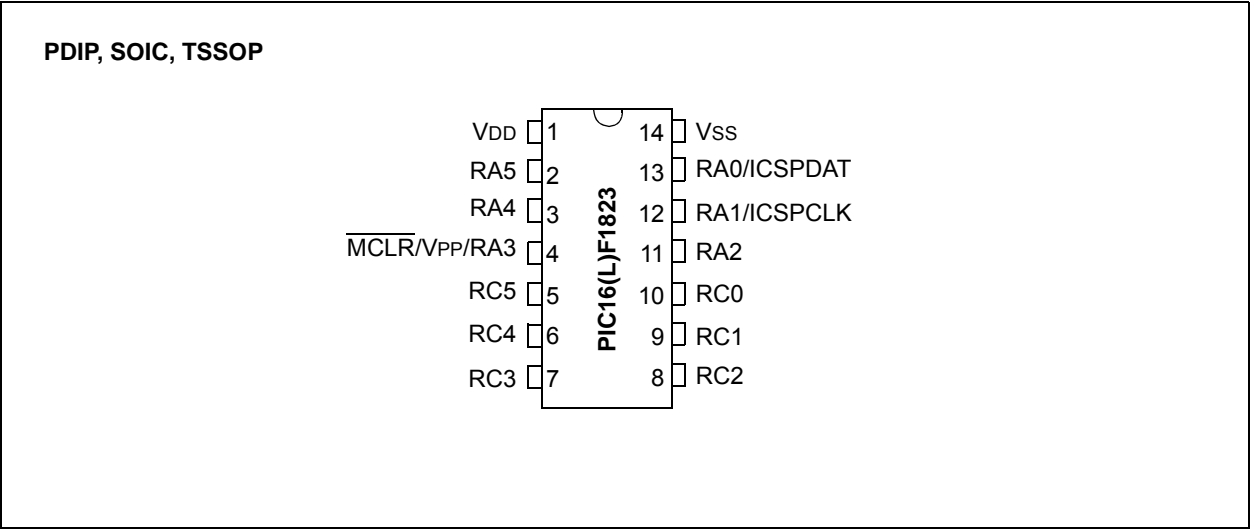 PDIP, SOIC, TSSOP
VDD 1 14 VSS
RA5 2 13 RA0/ICSPDAT
RA4 3 12 RA1/ICSPCLK
MCLR/VPP/RA3 4 11 RA2
RC5 5 10 RC0
RC4 6 9 RC1
RC3 7 8 RC2
PIC16(L)F1823